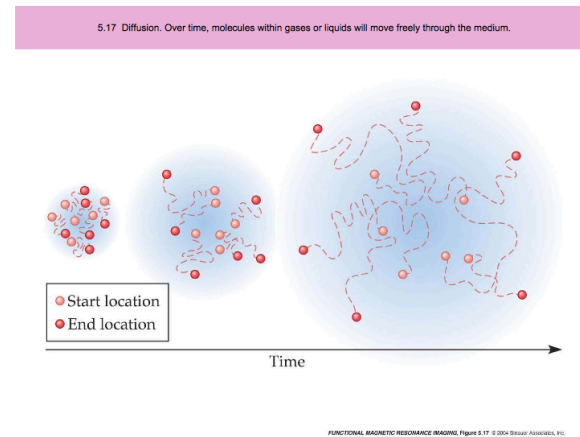 5.17 Diffusion. Over time, molecules within gases or liquids will move freely through the medium.
Start location
End location
Time
FUNCTIONAL MAGNETIC RESONANCE IMAGING, Figure 5.17 © 2004 Sinauer Associates, Inc.